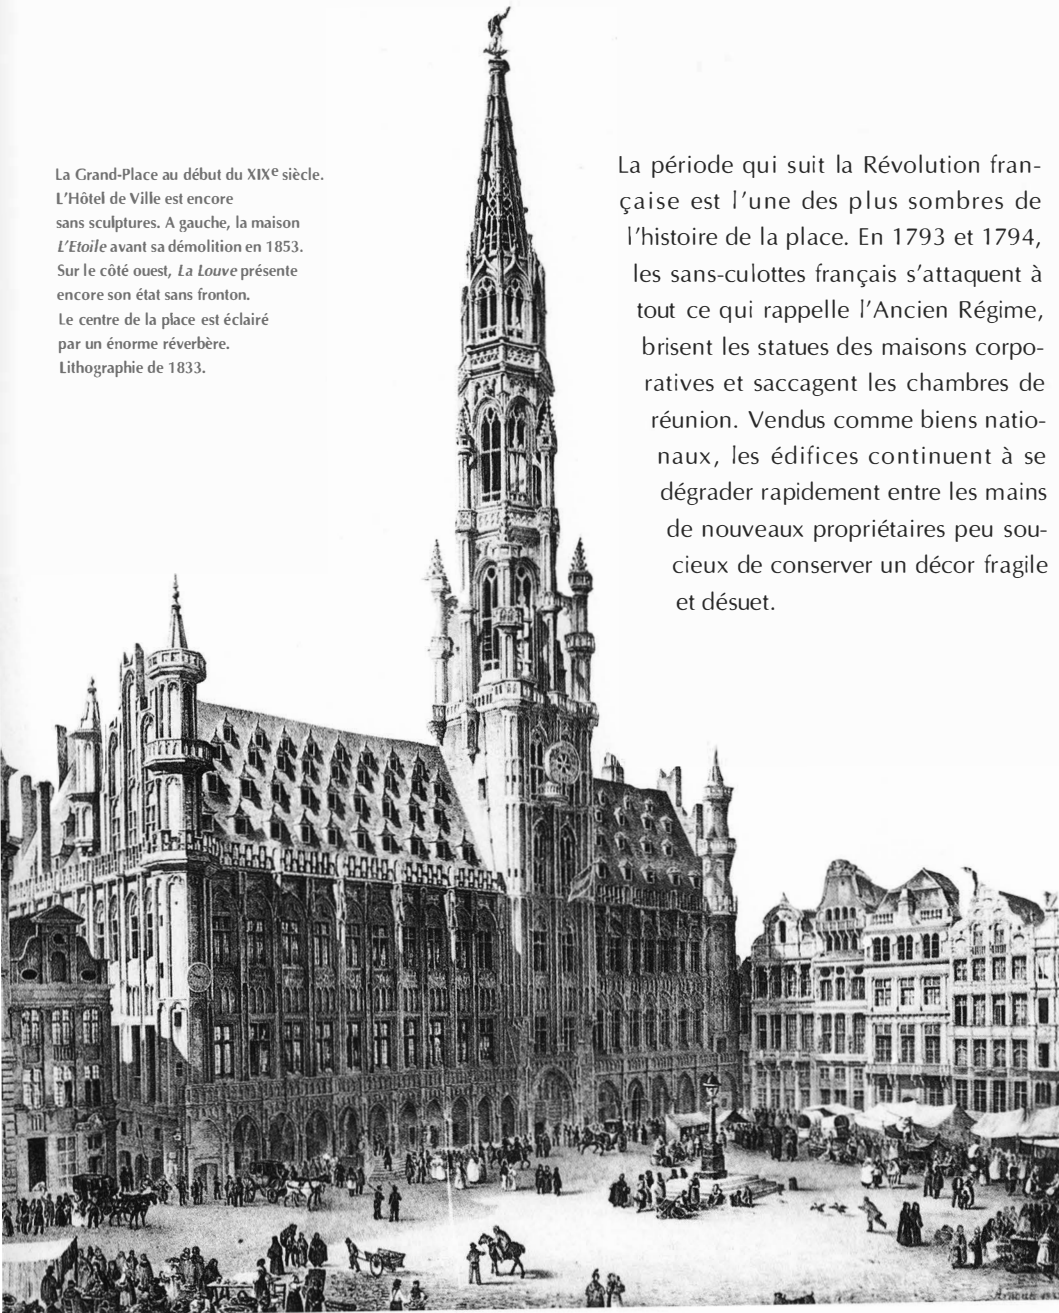 La Grand-Place au début du XIXe siècle.
L'Hôtel de Ville est encore
sans sculptures. A gauche, la maison
L'Etoile avant sa démolition en 1853.
Sur le côté ouest, La Louve présente
encore son état sans fronton.
Le centre de la place est éclairé
par un énorme réverbère.
Lithographie de 1833.
La période qui suit la Révolution fran-
çaise est l'une des plus sombres de
l'histoire de la place. En 1793 et 1794,
les sans-culottes français s'attaquent à
tout ce qui rappelle l'Ancien Régime,
brisent les statues des maisons corpo-
ratives et saccagent les chambres de
réunion. Vendus comme biens natio-
naux, les édifices continuent à se
dégrader rapidement entre les mains
de nouveaux propriétaires peu sou-
cieux de conserver un décor fragile
et désuet.